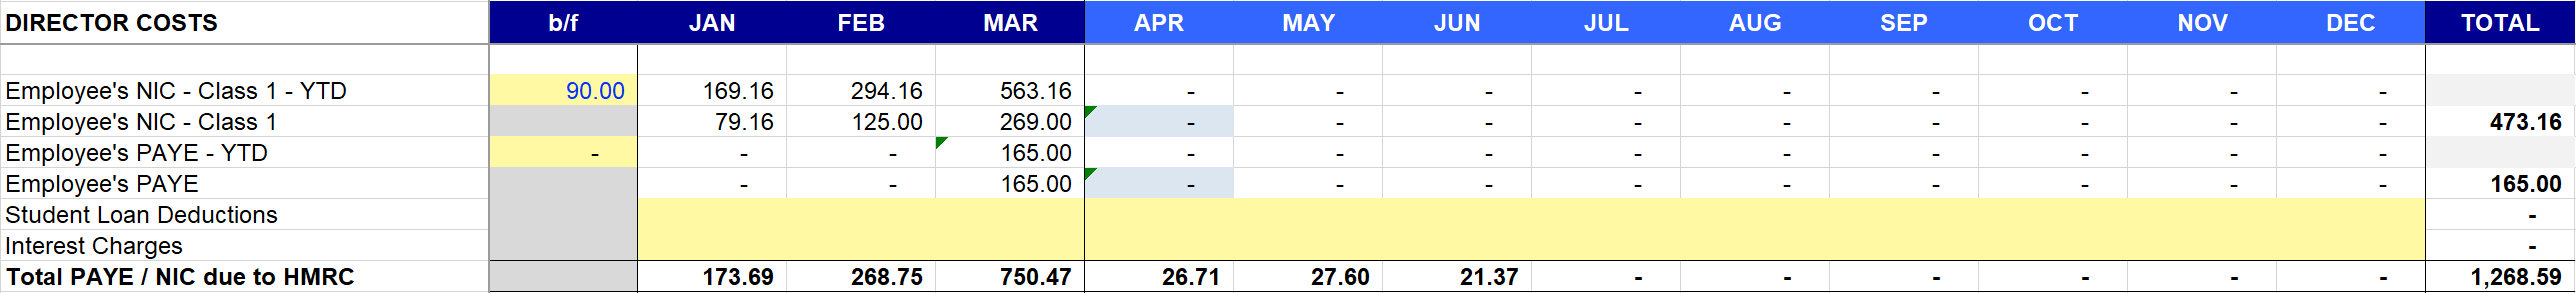 DIRECTOR COSTS b/f JAN FEB MAR APR MAY JUN JUL AUG SEP OCT NOV DEC TOTAL
Employee's NIC - Class 1 - YTD 90.00 169.16 294.16 563.16 - - - - - - - - -
Employee's NIC - Class 1 79.16 125.00 269.00 - - - - - - - - - 473.16
Employee's PAYE - YTD - - - 165.00 - - - - - - - - -
Employee's PAYE - - 165.00 - - - - - - - - - 165.00
Student Loan Deductions -
Interest Charges -
Total PAYE / NIC due to HMRC 173.69 268.75 750.47 26.71 27.60 21.37 - - - - - - 1,268.59